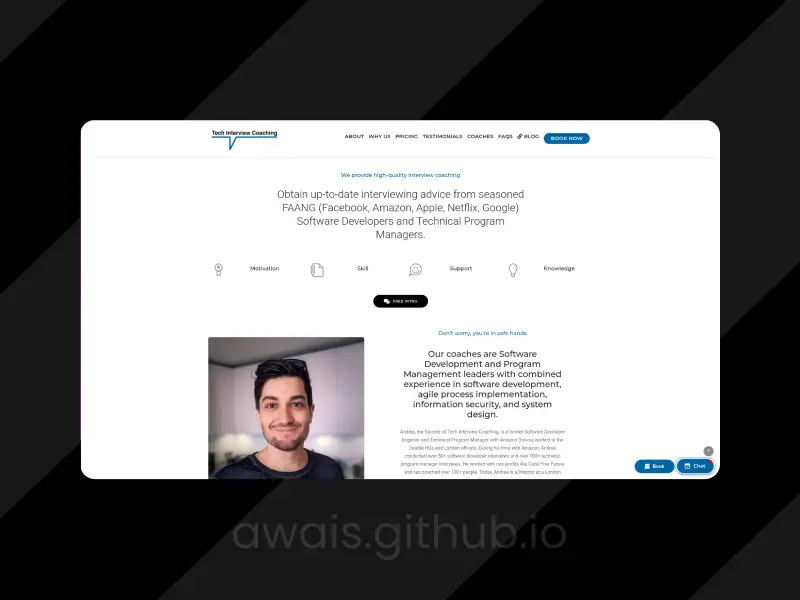 Tech Interview Coaching
ABOUT WHY US PRICING TESTIMONIALS COACHES FAQS BLOG BOOK NOW
We provide high-quality interview coaching
Obtain up-to-date interviewing advice from seasoned
FAANG (Facebook, Amazon, Apple, Netflix, Google)
Software Developers and Technical Program
Managers.
Motivation Skill Support Knowledge
FREE INTRO
Don't worry, you're in safe hands
Our coaches are Software
Development and Program
Management leaders with combined
experience in software development,
agile process implementation,
information security, and system
design.
Andrea, the founder of Tech Interview Coaching, is a former Software Developer
Engineer and Technical Program Manager with Amazon (having worked at the
Seattle HQs and London offices). During his time with Amazon, Andrea
conducted over 50+ software developer interviews and over 100+ technical
program manager interviews. He worked with non-profits like Code Your Future
and has coached over 100+ people. Today, Andrea is a Director at a London
Book Chat
awais.github.io